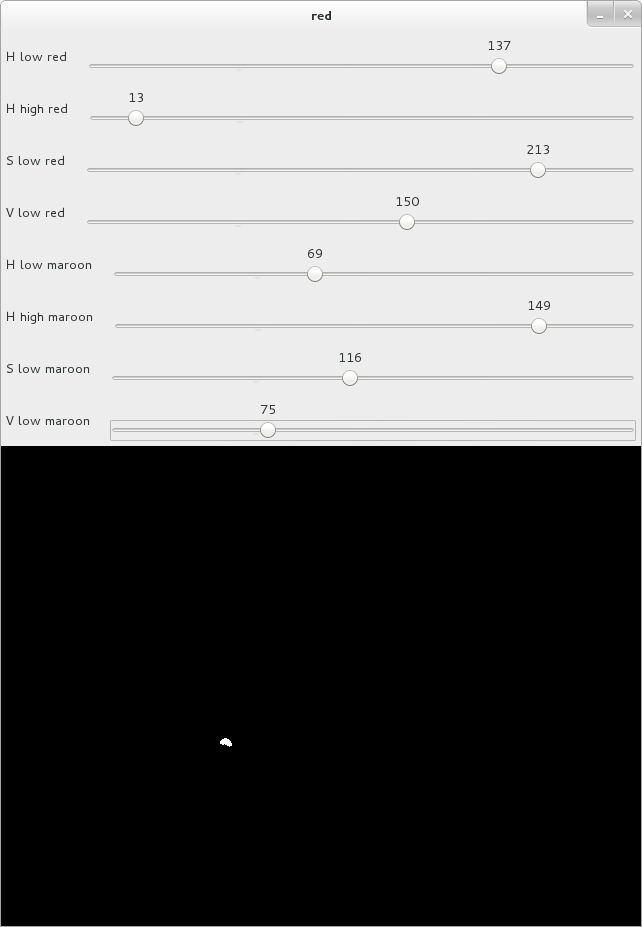 red
137
H low red
13
H high red
213
S low red
150
V low red
69
H low maroon
149
H high maroon
116
S low maroon
75
V low maroon